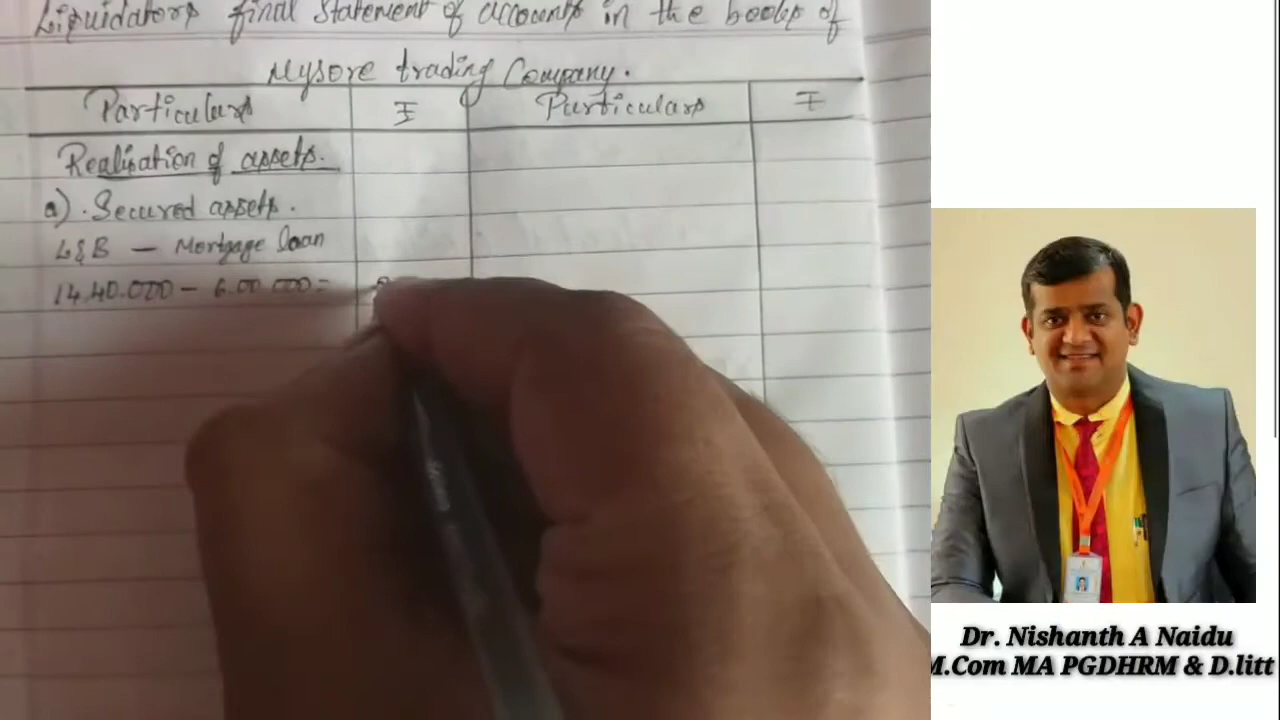 Liquidators final Statement of accounts in the books of
Mysore trading Company.
Particulars ₹ Particulars ₹
Realisation of assets.
a). Secured assets.
L&B — Mortgage loan
14,40,000 — 6,00,000 =
Dr. Nishanth A Naidu
M.Com MA PGDHRM & D.litt